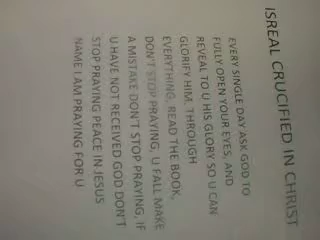 ISREAL CRUCIFIED IN CHRIST
EVERY SINGLE DAY ASK GOD TO
FULLY OPEN YOUR EYES, AND
REVEAL TO U HIS GLORY SO U CAN
GLORIFY HIM, THROUGH
EVERYTHING. READ THE BOOK,
DON'T STOP PRAYING, U FALL MAKE
A MISTAKE DON'T STOP PRAYING, IF
U HAVE NOT RECEIVED GOD DON'T
STOP PRAYING PEACE IN JESUS
NAME I AM PRAYING FOR U